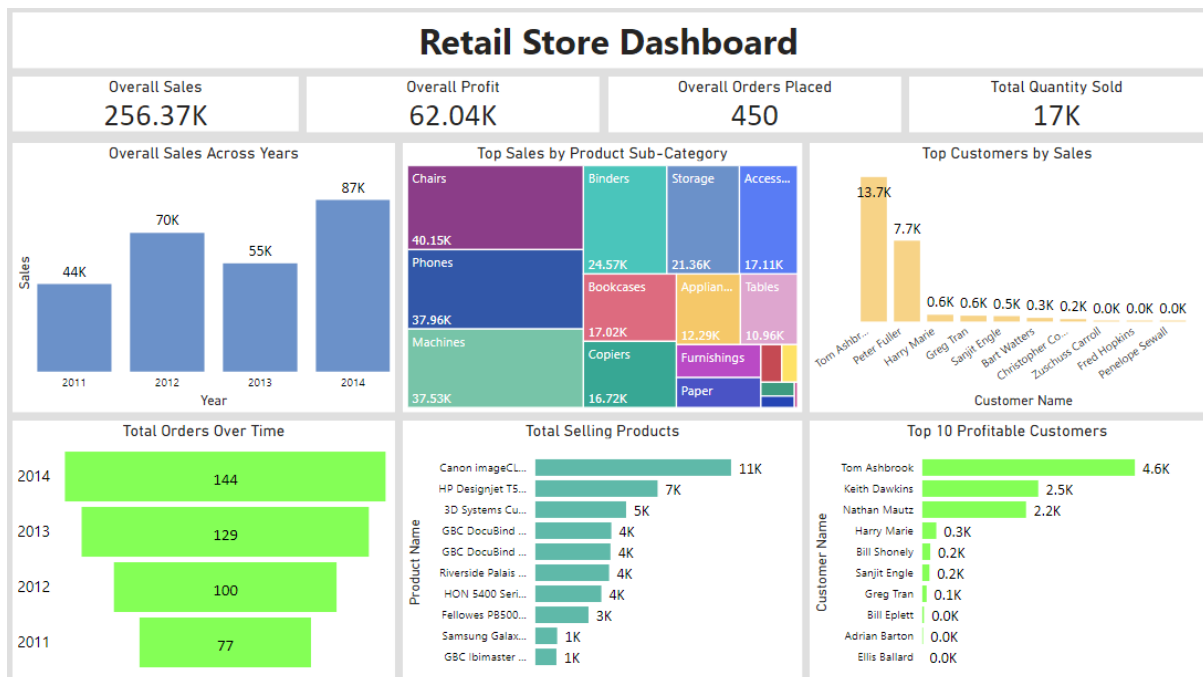 Retail Store Dashboard
Overall Sales
256.37K
Overall Profit
62.04K
Overall Orders Placed
450
Total Quantity Sold
17K
Overall Sales Across Years
Sales
44K
70K
55K
87K
2011
2012
2013
2014
Year
Top Sales by Product Sub-Category
Chairs
40.15K
Phones
37.96K
Machines
37.53K
Binders
24.57K
Storage
21.36K
Access...
17.11K
Bookcases
17.02K
Applian...
12.29K
Tables
10.96K
Copiers
16.72K
Furnishings
Paper
Top Customers by Sales
13.7K
7.7K
0.6K
0.6K
0.5K
0.3K
0.2K
0.0K
0.0K
0.0K
Tom Ashbr...
Peter Fuller
Harry Marie
Greg Tran
Sanjit Engle
Bart Watters
Christopher Co...
Zuschuss Carroll
Fred Hopkins
Penelope Sewall
Customer Name
Total Orders Over Time
2014
144
2013
129
2012
100
2011
77
Total Selling Products
Product Name
Canon imageCL... 11K
HP Designjet T5... 7K
3D Systems Cu... 5K
GBC DocuBind ... 4K
GBC DocuBind ... 4K
Riverside Palais ... 4K
HON 5400 Seri... 4K
Fellowes PB500... 3K
Samsung Galax... 1K
GBC Ibimaster ... 1K
Top 10 Profitable Customers
Customer Name
Tom Ashbrook 4.6K
Keith Dawkins 2.5K
Nathan Mautz 2.2K
Harry Marie 0.3K
Bill Shonely 0.2K
Sanjit Engle 0.2K
Greg Tran 0.1K
Bill Eplett 0.0K
Adrian Barton 0.0K
Ellis Ballard 0.0K